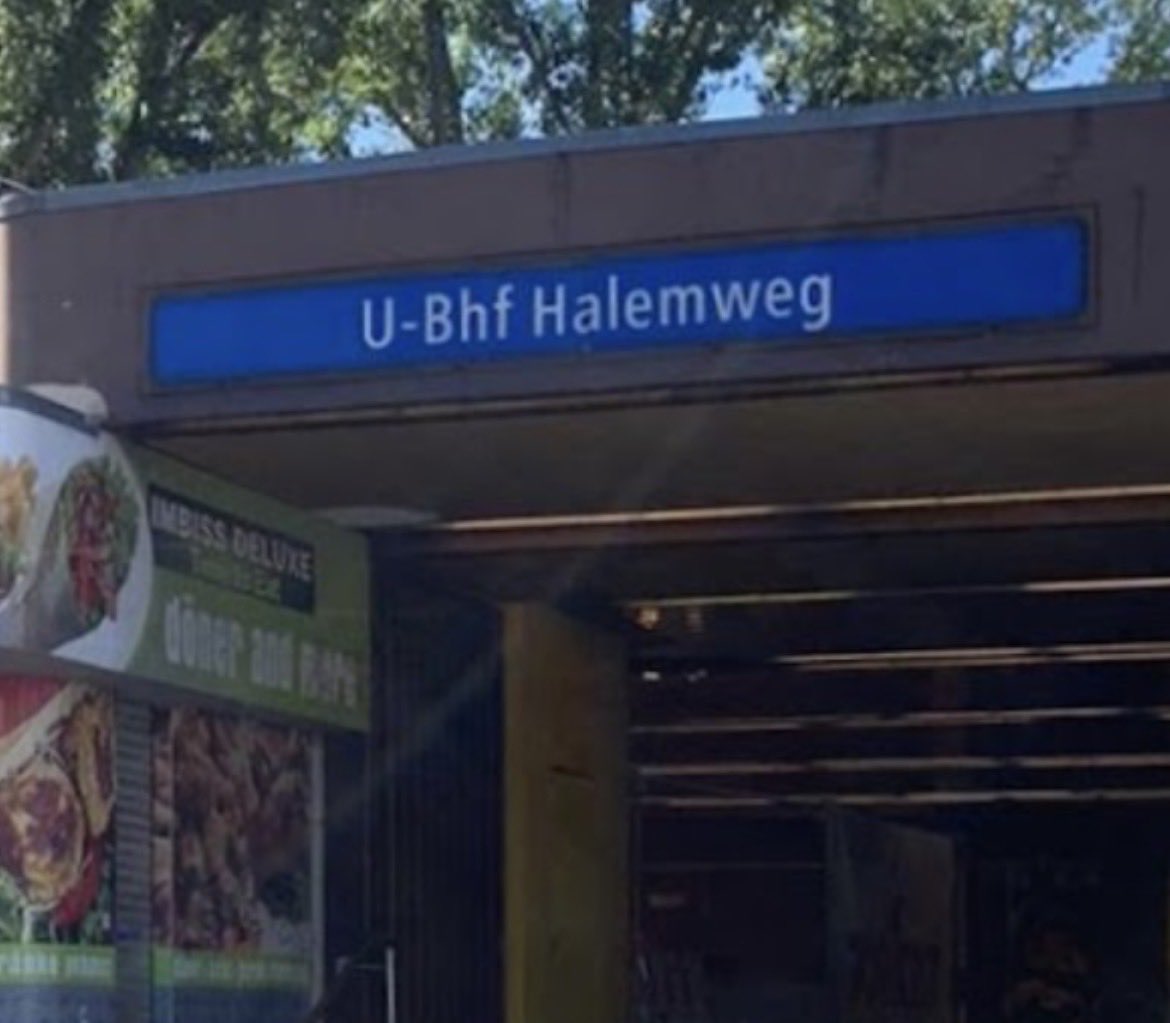 U-Bhf Halemweg
IMBISS DELUXE
döner and more